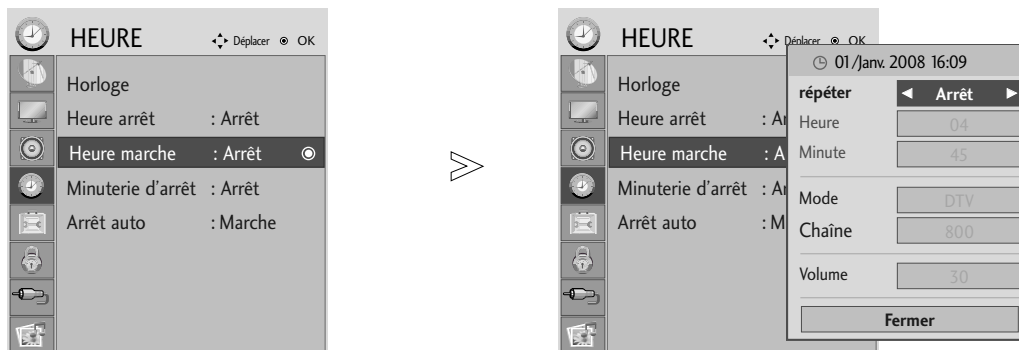 HEURE Déplacer OK
Horloge
Heure arrêt : Arrêt
Heure marche : Arrêt
Minuterie d'arrêt : Arrêt
Arrêt auto : Marche
HEURE Déplacer OK
Horloge
Heure arrêt : Ar
Heure marche : A
Minuterie d'arrêt : Ar
Arrêt auto : M
01/Janv. 2008 16:09
répéter Arrêt
Heure 04
Minute 45
Mode DTV
Chaîne 800
Volume 30
Fermer